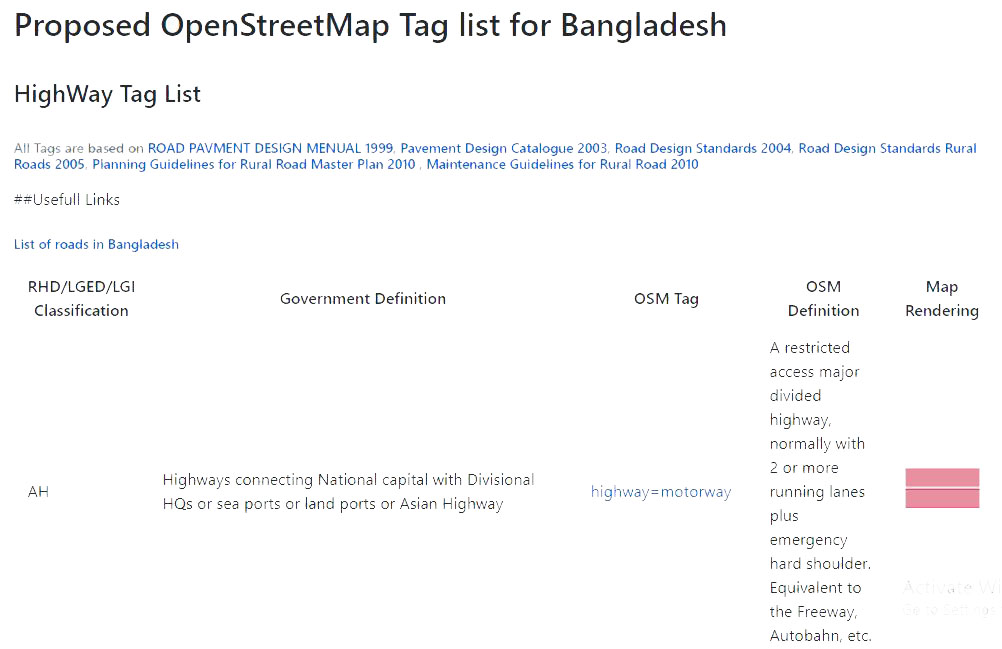 Proposed OpenStreetMap Tag list for Bangladesh
HighWay Tag List
All Tags are based on ROAD PAVMENT DESIGN MENUAL 1999, Pavement Design Catalogue 2003, Road Design Standards 2004, Road Design Standards Rural
Roads 2005, Planning Guidelines for Rural Road Master Plan 2010 , Maintenance Guidelines for Rural Road 2010
##Usefull Links
List of roads in Bangladesh
RHD/LGED/LGI
Classification
Government Definition
OSM Tag
OSM
Definition
Map
Rendering
AH
Highways connecting National capital with Divisional
HQs or sea ports or land ports or Asian Highway
highway=motorway
A restricted
access major
divided
highway,
normally with
2 or more
running lanes
plus
emergency
hard shoulder.
Equivalent to
the Freeway,
Autobahn, etc.
Activate Wi
Go to Settings